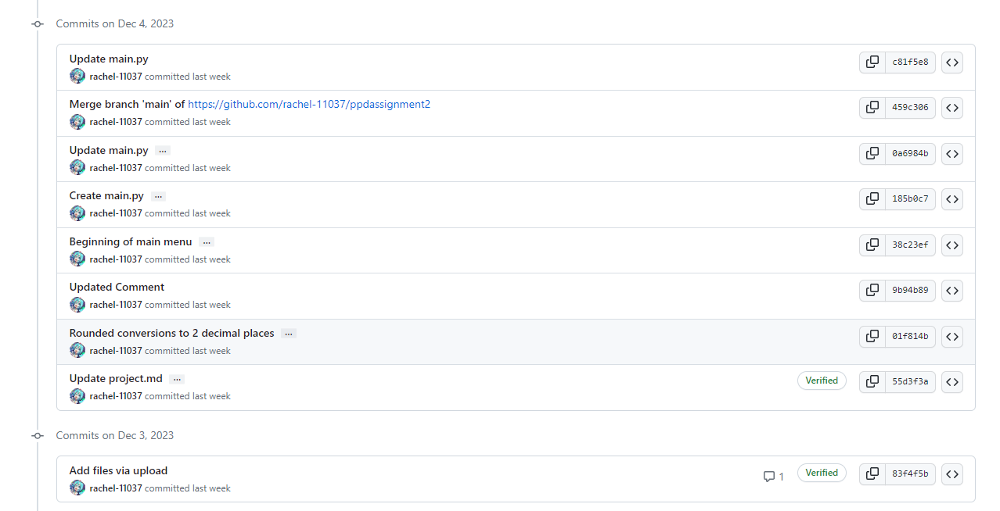 Commits on Dec 4, 2023
Update main.py
rachel-11037 committed last week
c81f5e8
Merge branch 'main' of https://github.com/rachel-11037/ppdassignment2
rachel-11037 committed last week
459c306
Update main.py ...
rachel-11037 committed last week
0a6984b
Create main.py ...
rachel-11037 committed last week
185b0c7
Beginning of main menu ...
rachel-11037 committed last week
38c23ef
Updated Comment
rachel-11037 committed last week
9b94b89
Rounded conversions to 2 decimal places ...
rachel-11037 committed last week
01f814b
Update project.md ...
rachel-11037 committed last week
Verified 55d3f3a
Commits on Dec 3, 2023
Add files via upload
rachel-11037 committed last week
1 Verified 83f4f5b